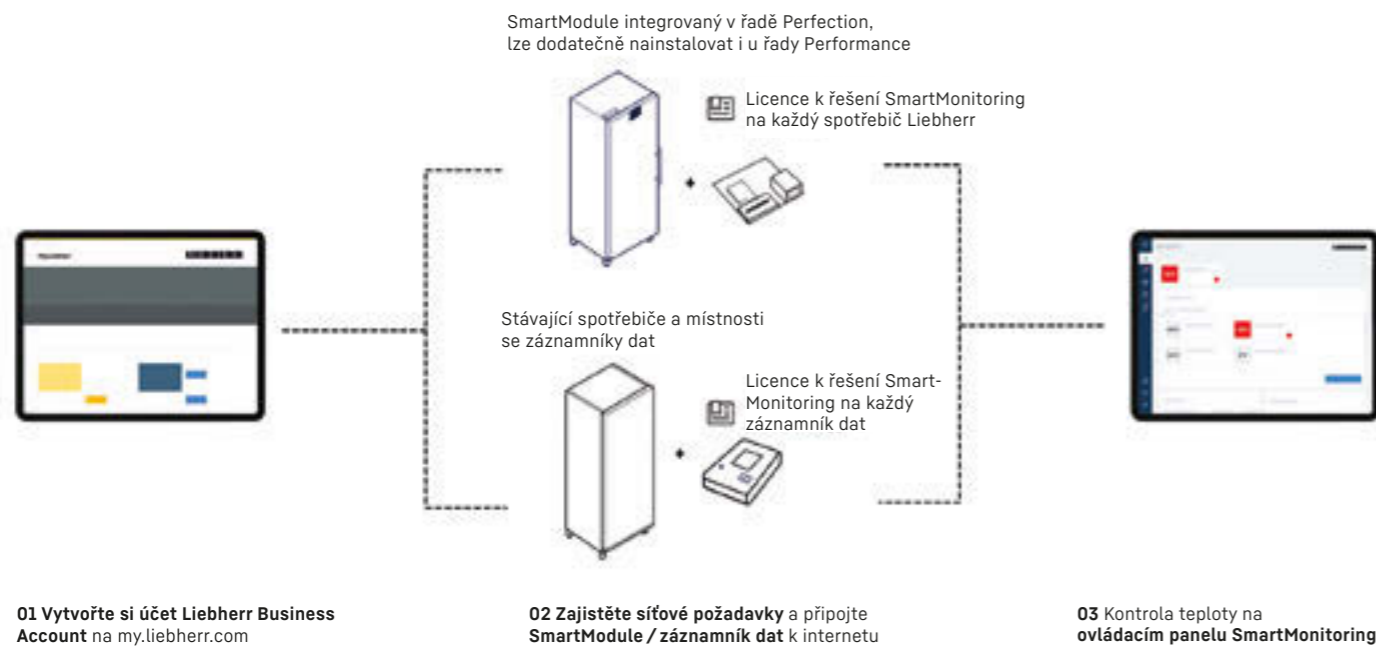 SmartModule integrovaný v řadě Perfection,
lze dodatečně nainstalovat i u řady Performance
Licence k řešení SmartMonitoring
na každý spotřebič Liebherr
Stávající spotřebiče a místnosti
se záznamníky dat
Licence k řešení Smart-
Monitoring na každý
záznamník dat
01 Vytvořte si účet Liebherr Business
Account na my.liebherr.com
02 Zajistěte síťové požadavky a připojte
SmartModule / záznamník dat k internetu
03 Kontrola teploty na
ovládacím panelu SmartMonitoring